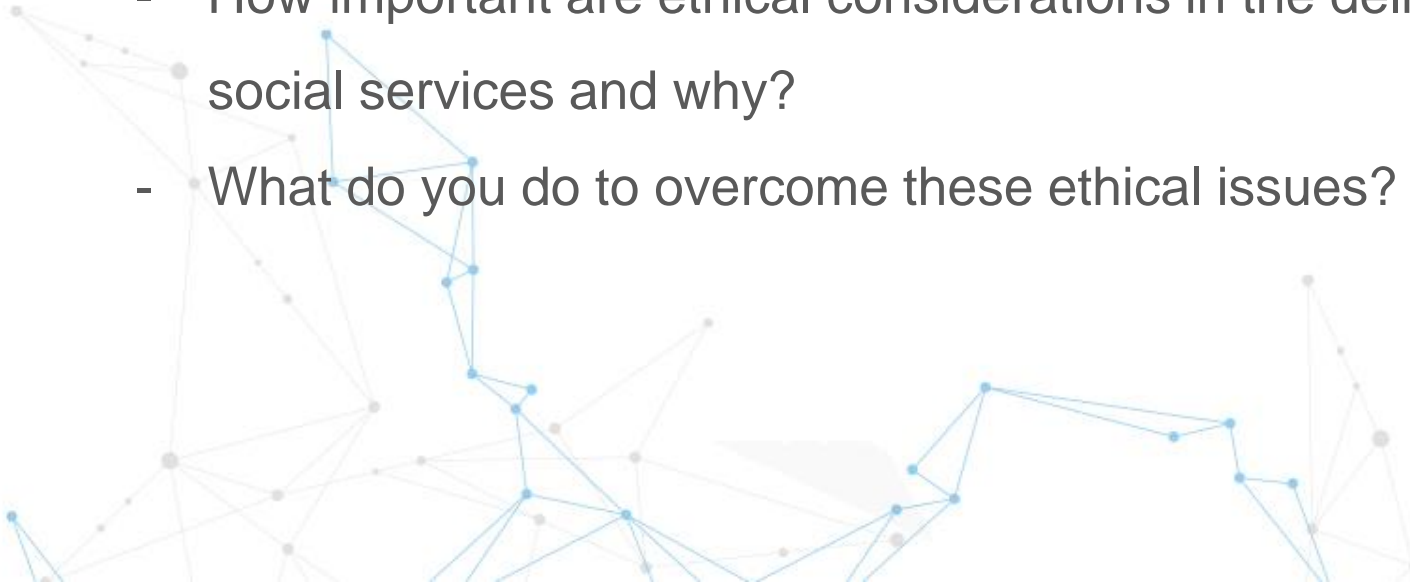 - How important are ethical considerations in the
social services and why?
- What do you do to overcome these ethical issues?